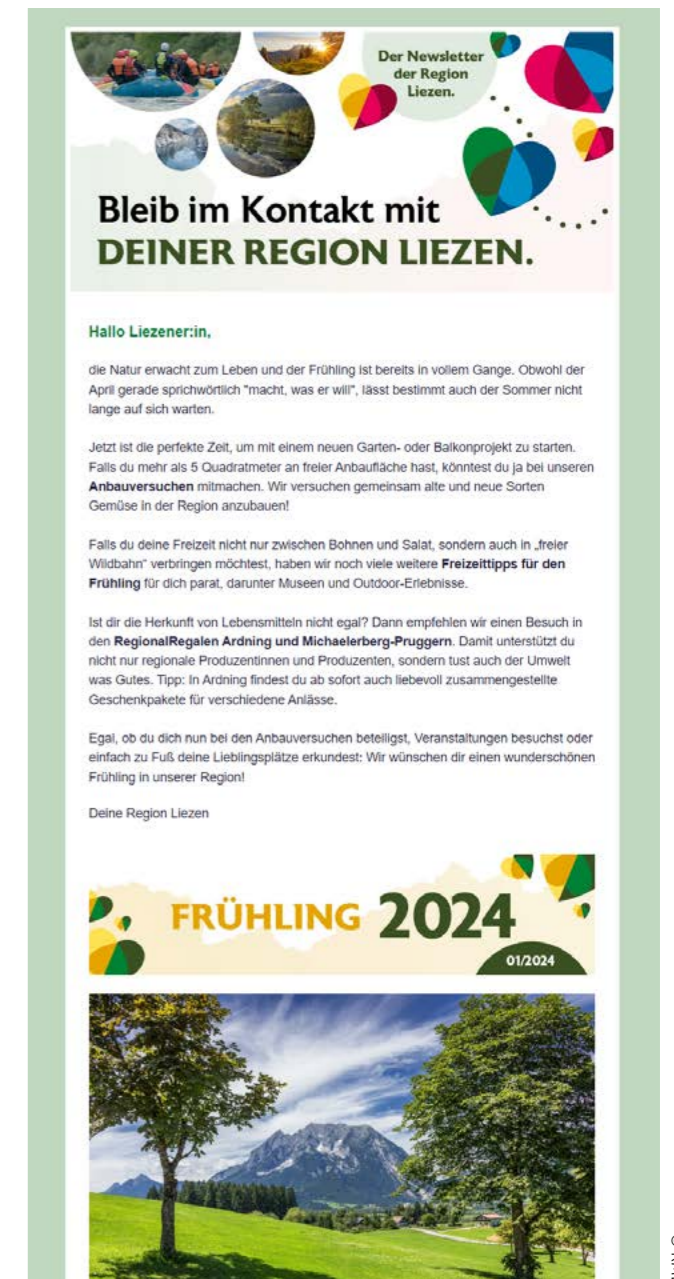 Der Newsletter
der Region
Liezen.
Bleib im Kontakt mit
DEINER REGION LIEZEN.
Hallo Liezener:in,
die Natur erwacht zum Leben und der Frühling ist bereits in vollem Gange. Obwohl der
April gerade sprichwörtlich "macht, was er will", lässt bestimmt auch der Sommer nicht
lange auf sich warten.
Jetzt ist die perfekte Zeit, um mit einem neuen Garten- oder Balkonprojekt zu starten.
Falls du mehr als 5 Quadratmeter an freier Anbaufläche hast, könntest du ja bei unseren
Anbauversuchen mitmachen. Wir versuchen gemeinsam alte und neue Sorten
Gemüse in der Region anzubauen!
Falls du deine Freizeit nicht nur zwischen Bohnen und Salat, sondern auch in „freier
Wildbahn“ verbringen möchtest, haben wir noch viele weitere Freizeittipps für den
Frühling für dich parat, darunter Museen und Outdoor-Erlebnisse.
Ist dir die Herkunft von Lebensmitteln nicht egal? Dann empfehlen wir einen Besuch in
den RegionalRegalen Ardning und Michaelerberg-Pruggern. Damit unterstützt du
nicht nur regionale Produzentinnen und Produzenten, sondern tust auch der Umwelt
was Gutes. Tipp: In Ardning findest du ab sofort auch liebevoll zusammengestellte
Geschenkpakete für verschiedene Anlässe.
Egal, ob du dich nun bei den Anbauversuchen beteiligst, Veranstaltungen besuchst oder
einfach zu Fuß deine Lieblingsplätze erkundest: Wir wünschen dir einen wunderschönen
Frühling in unserer Region!
Deine Region Liezen
FRÜHLING 2024
01/2024